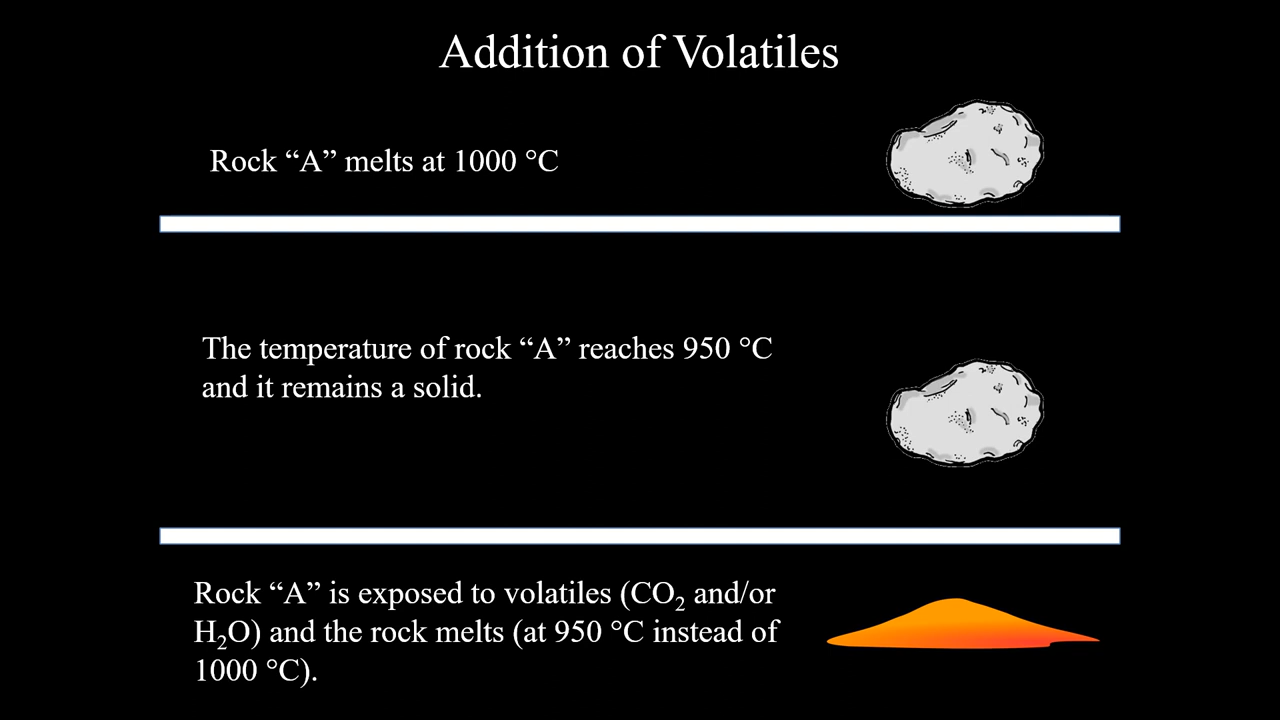 Addition of Volatiles
Rock “A” melts at 1000 °C
The temperature of rock “A” reaches 950 °C
and it remains a solid.
Rock “A” is exposed to volatiles (CO₂ and/or
H₂O) and the rock melts (at 950 °C instead of
1000 °C).